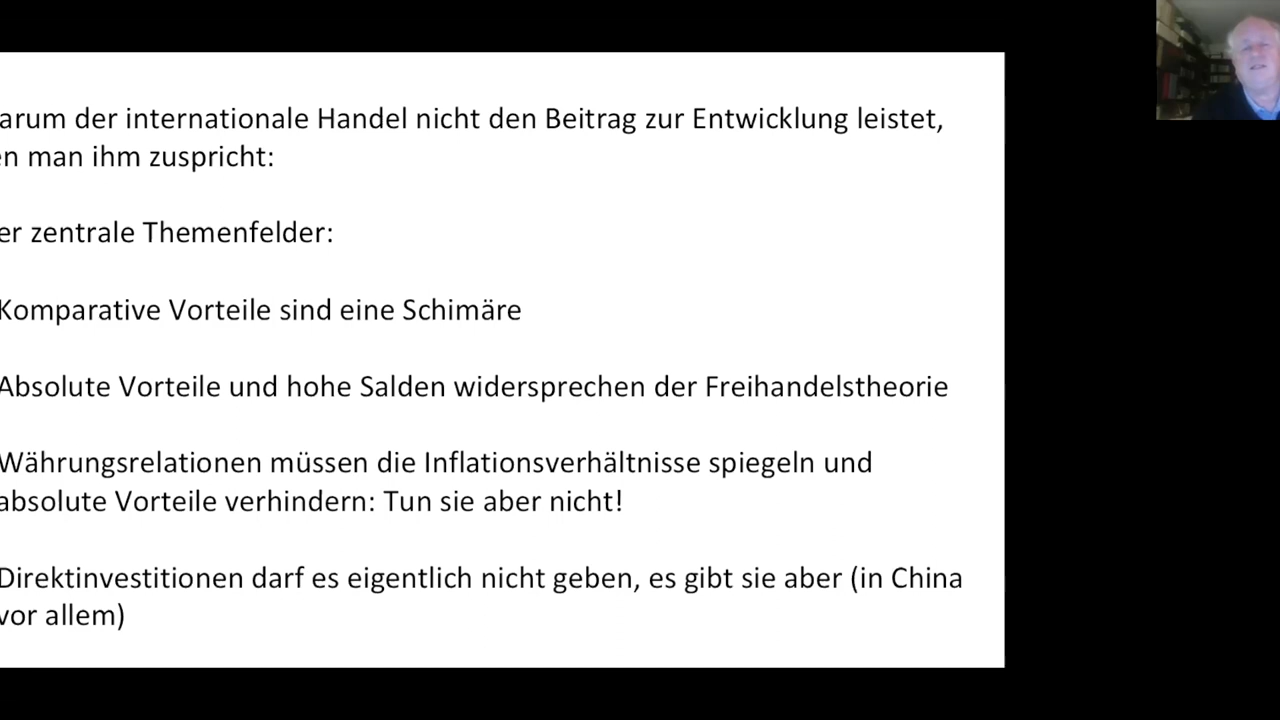 arum der internationale Handel nicht den Beitrag zur Entwicklung leistet,
en man ihm zuspricht:
er zentrale Themenfelder:
Komparative Vorteile sind eine Schimäre
Absolute Vorteile und hohe Salden widersprechen der Freihandelstheorie
Währungsrelationen müssen die Inflationsverhältnisse spiegeln und
absolute Vorteile verhindern: Tun sie aber nicht!
Direktinvestitionen darf es eigentlich nicht geben, es gibt sie aber (in China
vor allem)